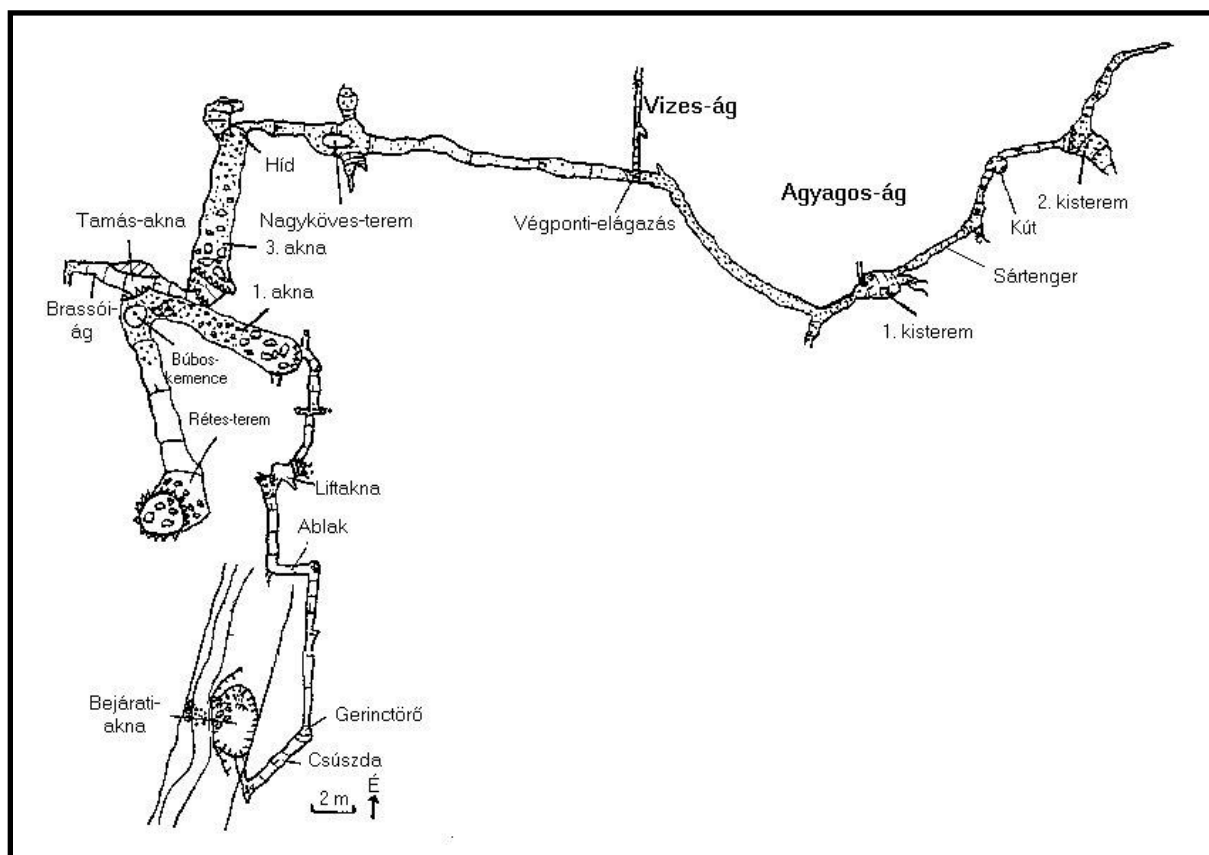 Vizes-ág
Híd
Agyagos-ág
Nagyköves-terem
Végponti-elágazás
2. kisterem
Kút
Tamás-akna
3. akna
Sártenger
Brassói-
ág
1. akna
1. kisterem
Búbos-
kemence
Rétes-terem
Liftakna
Ablak
Bejárati-
akna
Gerinctörő
Csúszda
2 m
É